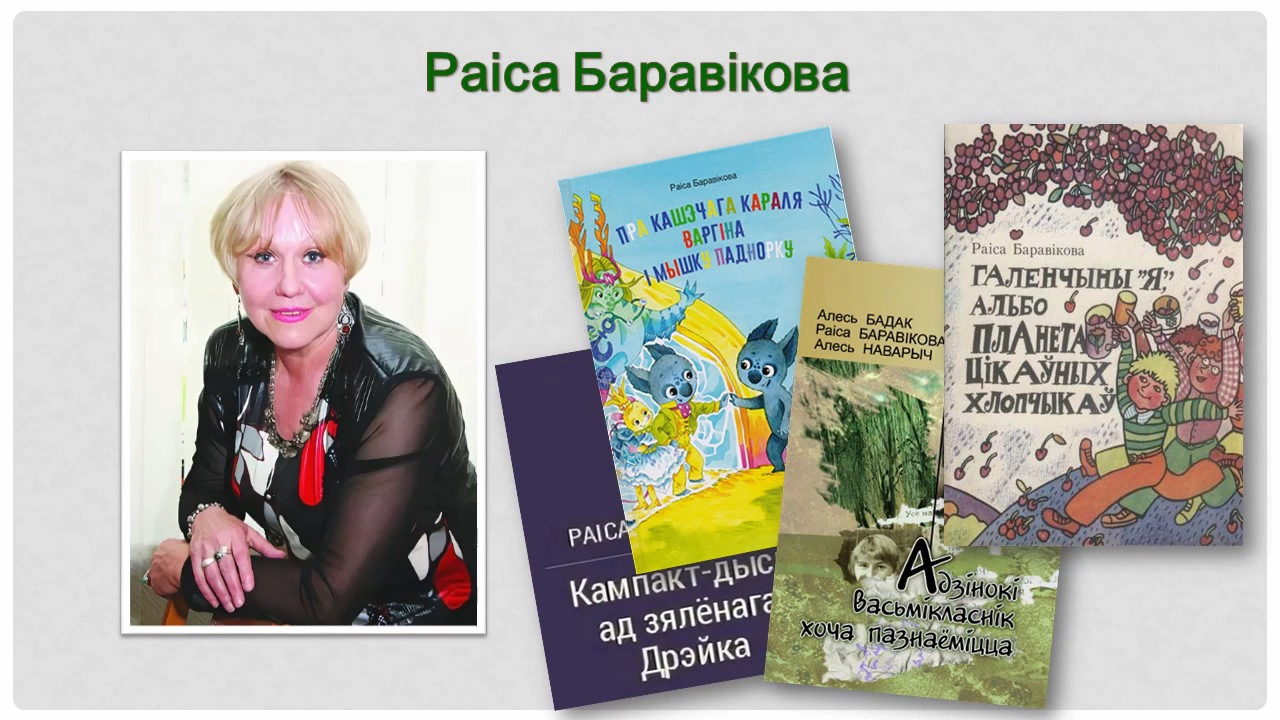 Раіса Баравікова
Раіса Баравікова
ПРА КАШЭЧАГА КАРАЛЯ
ВАРГІНА
І МЫШКУ ПАДНОРКУ
Раіса Баравікова
ГАЛЕНЧЫНЫ "Я",
АЛЬБО
ПЛАНЕТА
ЦІКАЎНЫХ
ХЛОПЧЫКАЎ
Алесь БАДАК
Раіса БАРАВІКОВА
Алесь НАВАРЫЧ
Усе
Адзінокі
васьмікласнік
хоча пазнаёміцца
РАІСА
Кампакт-дыс
ад зялёнага
Дрэйка